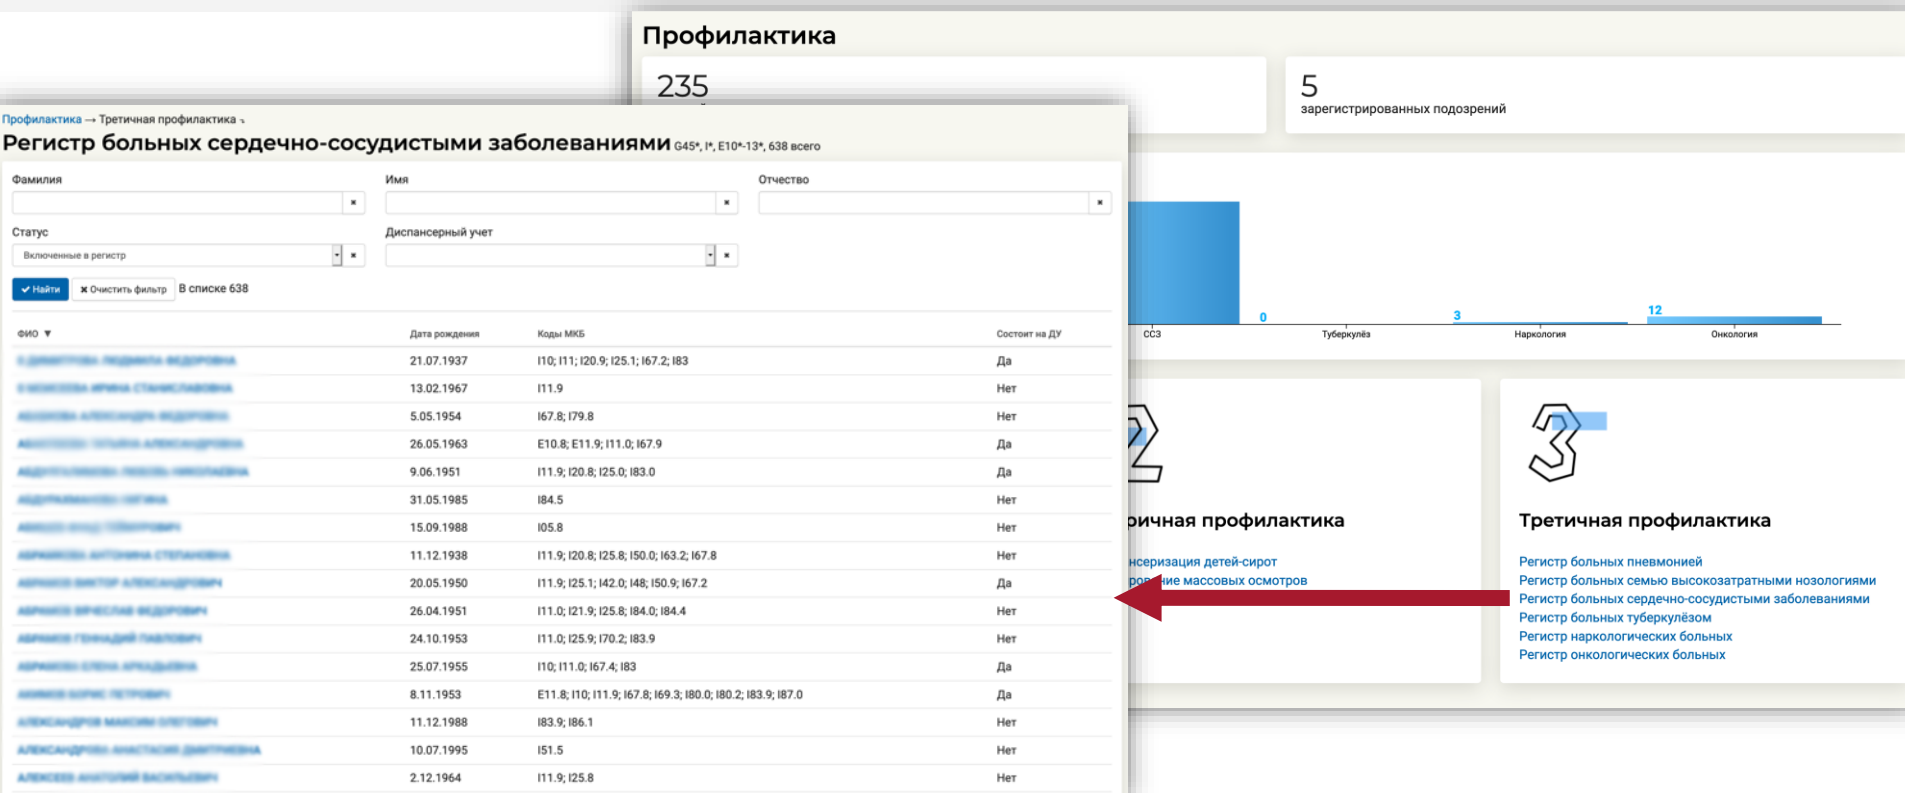 Профилактика
235
5
зарегистрированных подозрений
Профилактика → Третичная профилактика
Регистр больных сердечно-сосудистыми заболеваниями G45*, I*, E10*-13*, 638 всего
Фамилия Имя Отчество
Статус Диспансерный учет
Включенные в регистр
Найти Очистить фильтр В списке 638
ФИО ▼ Дата рождения Коды МКБ Состоит на ДУ
21.07.1937 I10; I11; I20.9; I25.1; I67.2; I83 Да
13.02.1967 I11.9 Нет
5.05.1954 I67.8; I79.8 Нет
26.05.1963 E10.8; E11.9; I11.0; I67.9 Да
9.06.1951 I11.9; I20.8; I25.0; I83.0 Да
31.05.1985 I84.5 Нет
15.09.1988 I05.8 Нет
11.12.1938 I11.9; I20.8; I25.8; I50.0; I63.2; I67.8 Нет
20.05.1950 I11.9; I25.1; I42.0; I48; I50.9; I67.2 Да
26.04.1951 I11.0; I21.9; I25.8; I84.0; I84.4 Нет
24.10.1953 I11.0; I25.9; I70.2; I83.9 Нет
25.07.1955 I10; I11.0; I67.4; I83 Да
8.11.1953 E11.8; I10; I11.9; I67.8; I69.3; I80.0; I80.2; I83.9; I87.0 Да
11.12.1988 I83.9; I86.1 Нет
10.07.1995 I51.5 Нет
2.12.1964 I11.9; I25.8 Нет
0 3 12
ССЗ Туберкулёз Наркология Онкология
2
ричная профилактика
нсеризация детей-сирот
рование массовых осмотров
3
Третичная профилактика
Регистр больных пневмонией
Регистр больных семью высокозатратными нозологиями
Регистр больных сердечно-сосудистыми заболеваниями
Регистр больных туберкулёзом
Регистр наркологических больных
Регистр онкологических больных